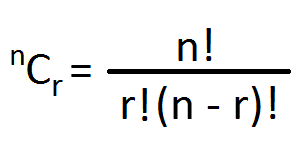 ⁿCᵣ = n!
r!(n - r)!